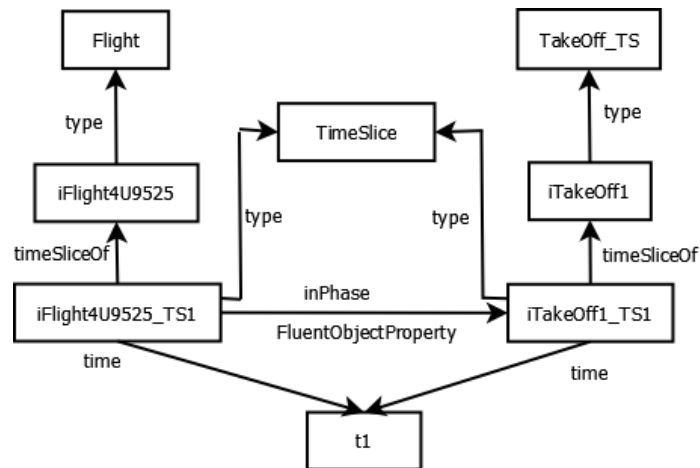 Flight
TakeOff_TS
type
type
TimeSlice
iFlight4U9525
iTakeOff1
type
type
timeSliceOf
timeSliceOf
inPhase
iFlight4U9525_TS1
iTakeOff1_TS1
FluentObjectProperty
time
time
t1